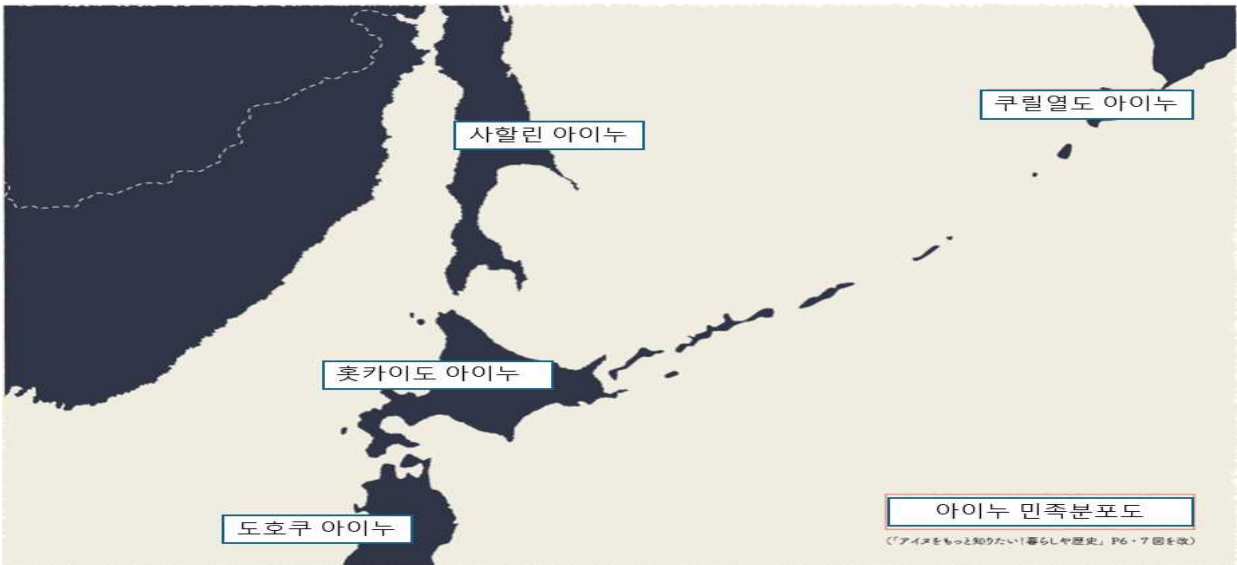 쿠릴열도 아이누
사할린 아이누
홋카이도 아이누
도호쿠 아이누
아이누 민족분포도
(「アイヌをもっと知りたい!暮らしや歴史」P6・7図を改)